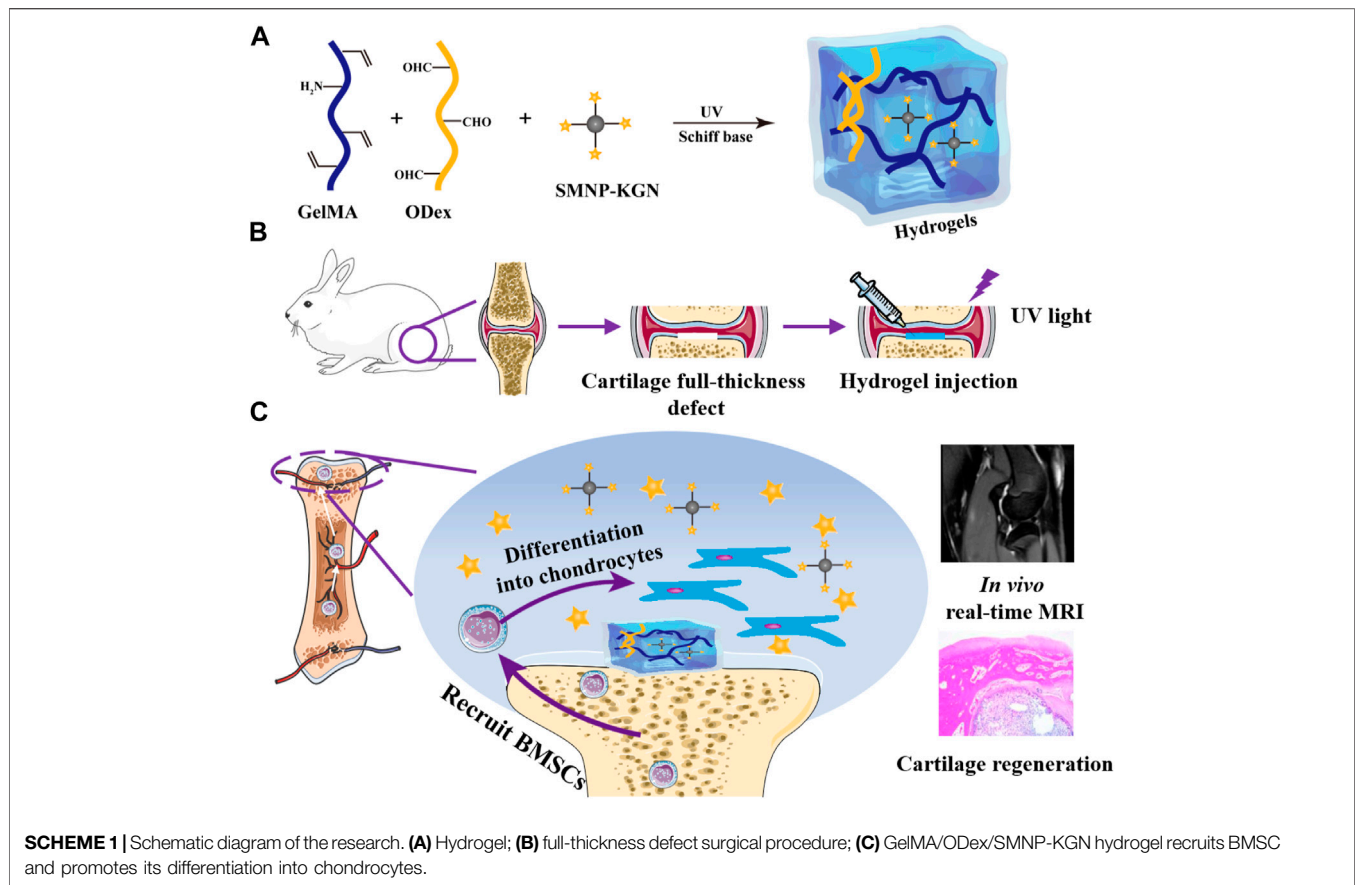 A
OHC
H₂N
CHO
OHC
+
+
UV
Schiff base
GelMA
ODex
SMNP-KGN
Hydrogels
B
UV light
Cartilage full-thickness
defect
Hydrogel injection
C
Differentiation
into chondrocytes
Recruit BMSCs
In vivo
real-time MRI
Cartilage regeneration
SCHEME 1 | Schematic diagram of the research. (A) Hydrogel; (B) full-thickness defect surgical procedure; (C) GelMA/ODex/SMNP-KGN hydrogel recruits BMSC
and promotes its differentiation into chondrocytes.